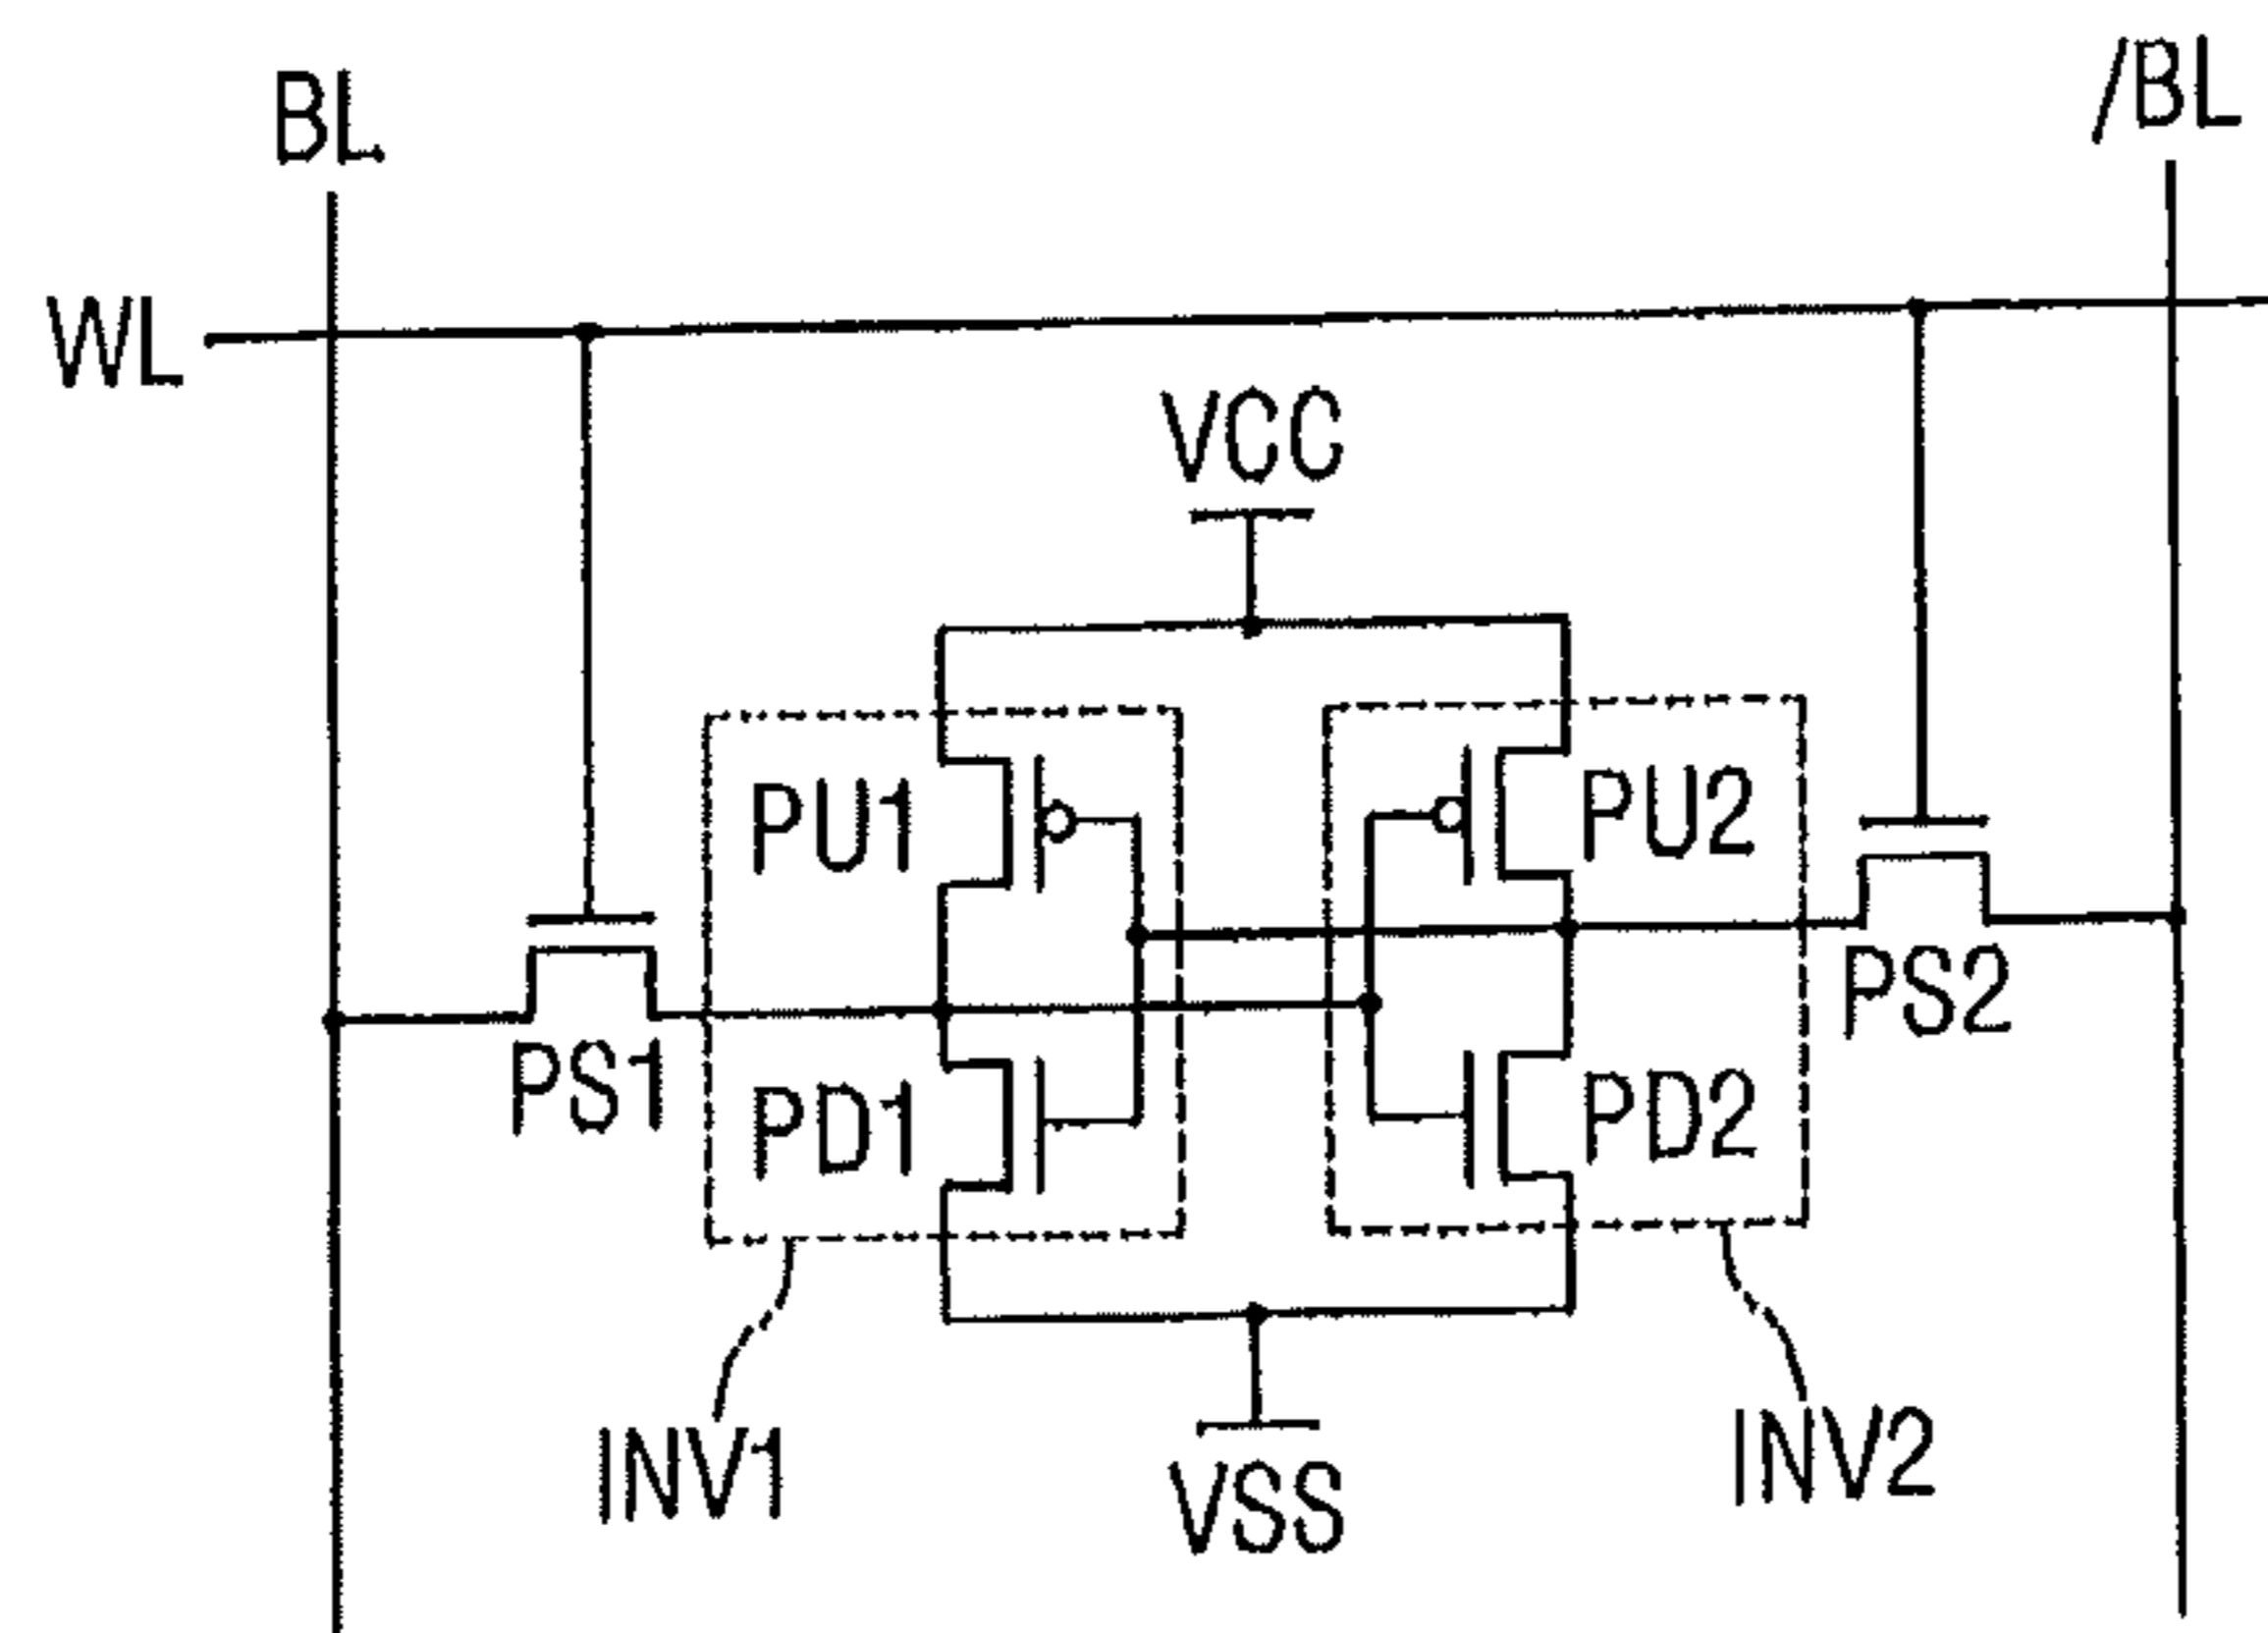 BL
/BL
WL
VCC
PU1
PU2
PS1
PS2
PD1
PD2
INV1
INV2
VSS